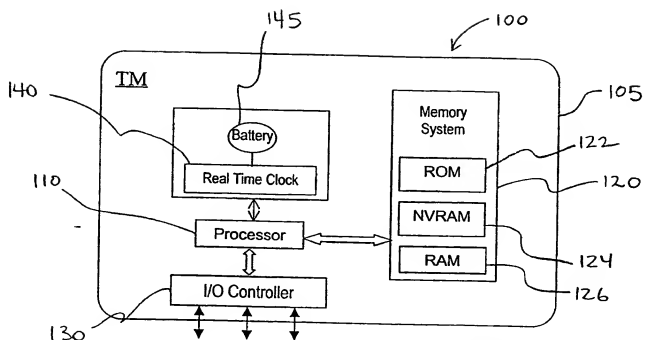 145
100
TM
140
105
Memory
System
Battery
122
ROM
Real Time Clock
120
110
NVRAM
Processor
124
RAM
126
I/O Controller
130